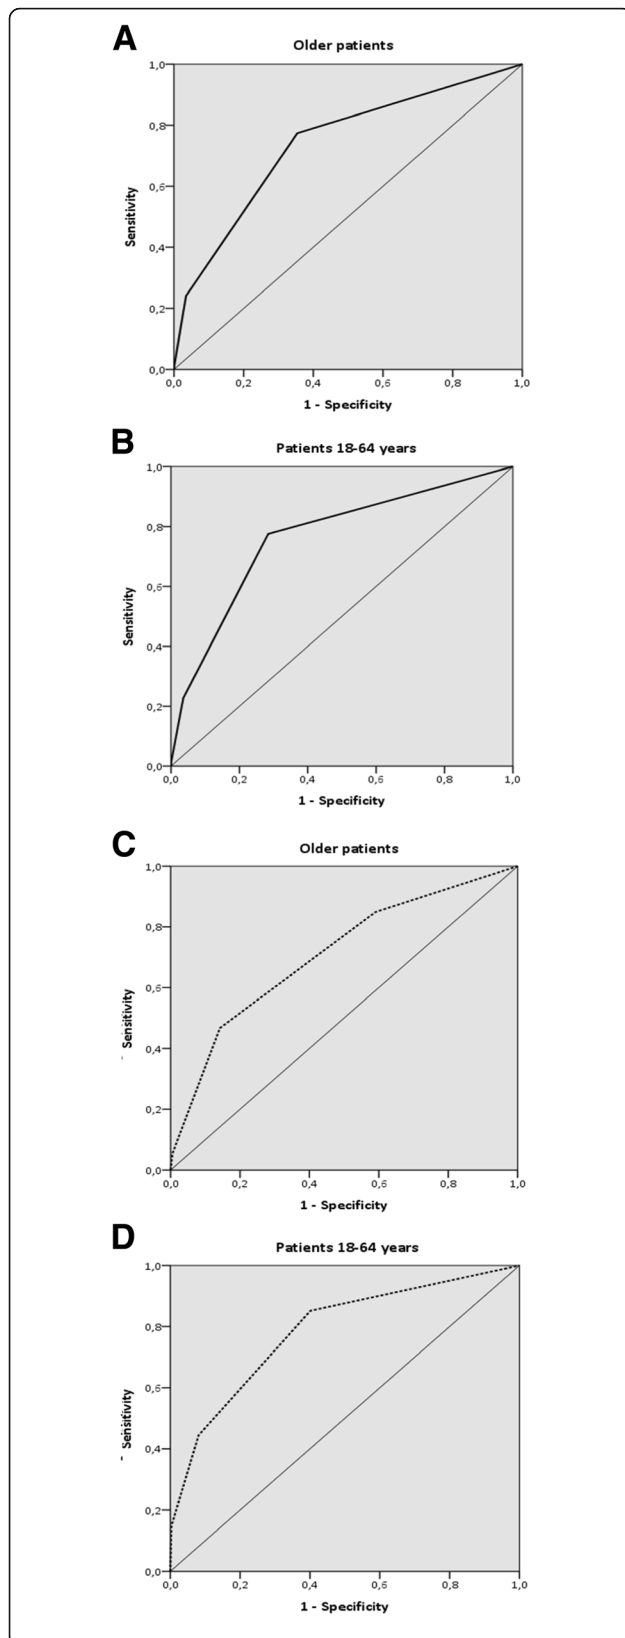 A
Older patients
1,0
0,8
0,6
0,4
0,2
0,0
Sensitivity
0,0 0,2 0,4 0,6 0,8 1,0
1 - Specificity
B
Patients 18-64 years
1,0
0,8
0,6
0,4
0,2
0,0
Sensitivity
0,0 0,2 0,4 0,6 0,8 1,0
1 - Specificity
C
Older patients
1,0
0,8
0,6
0,4
0,2
0,0
Sensitivity
0,0 0,2 0,4 0,6 0,8 1,0
1 - Specificity
D
Patients 18-64 years
1,0
0,8
0,6
0,4
0,2
0,0
Sensitivity
0,0 0,2 0,4 0,6 0,8 1,0
1 - Specificity